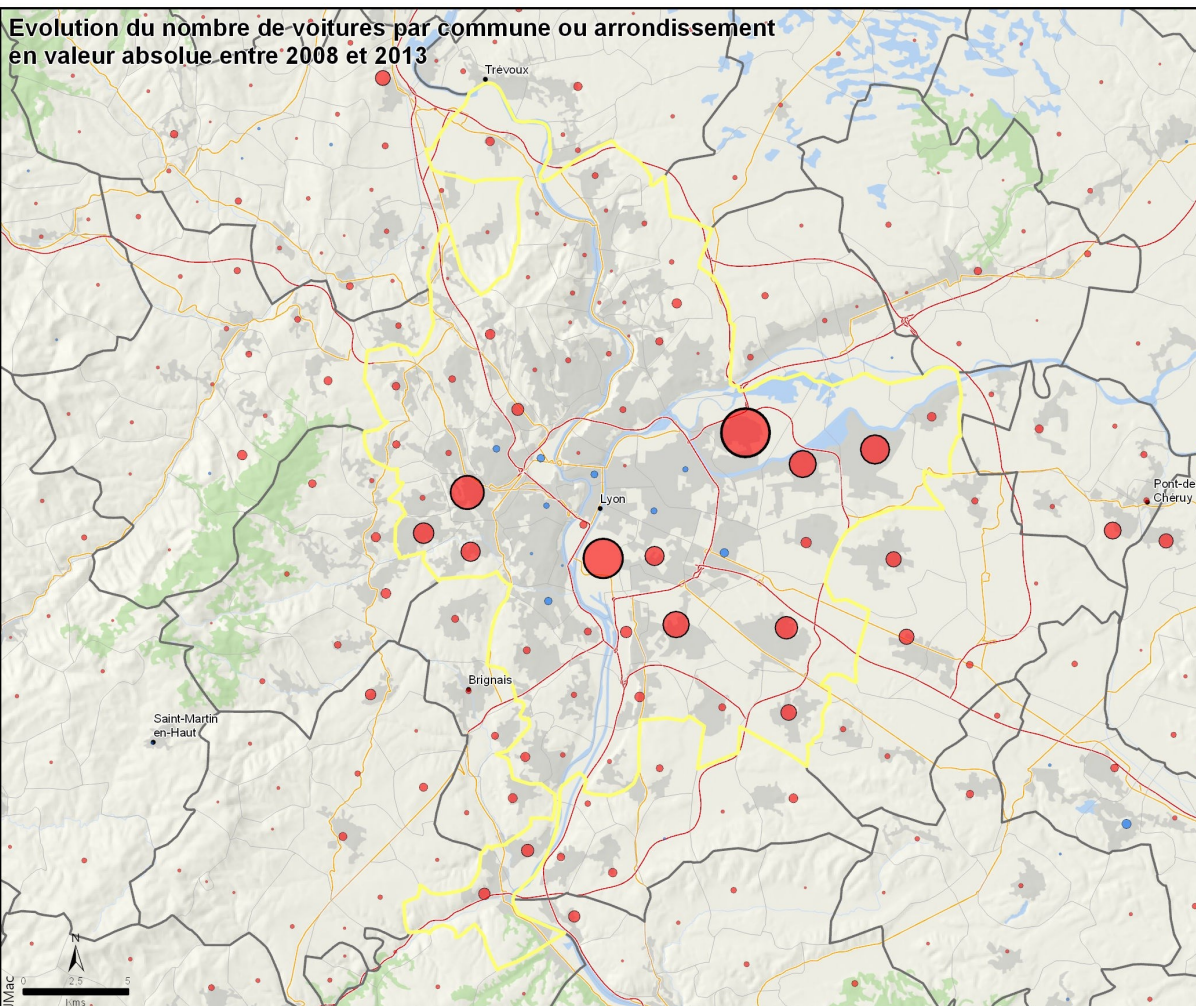 Evolution du nombre de voitures par commune ou arrondissement
en valeur absolue entre 2008 et 2013
Trévoux
Pont-de
Chéruy
Lyon
Brignais
Saint-Martin
en-Haut
N
0 2,5 5
Kms
JMac